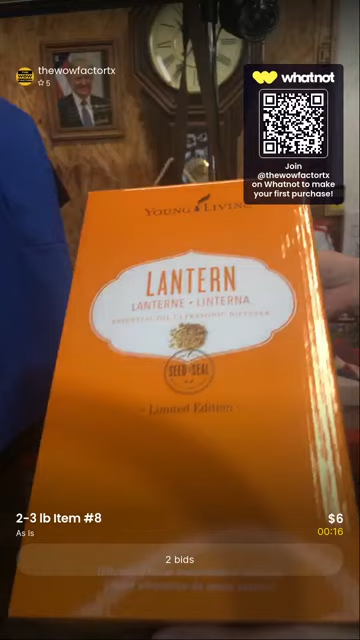 thewowfactortx
☆ 5
whatnot
Join
@thewowfactortx
on Whatnot to make
your first purchase!
YOUNG LIVING
LANTERN
LANTERNE • LINTERNA
ESSENTIAL OIL ULTRASONIC DIFFUSER
SEED TO SEAL
- Limited Edition -
2-3 lb Item #8
$6
As Is
00:16
2 bids